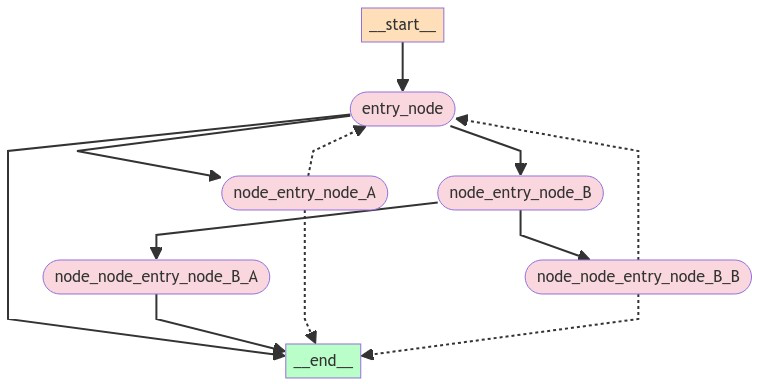 __start__
entry_node
node_entry_node_A
node_entry_node_B
node_node_entry_node_B_A
node_node_entry_node_B_B
__end__